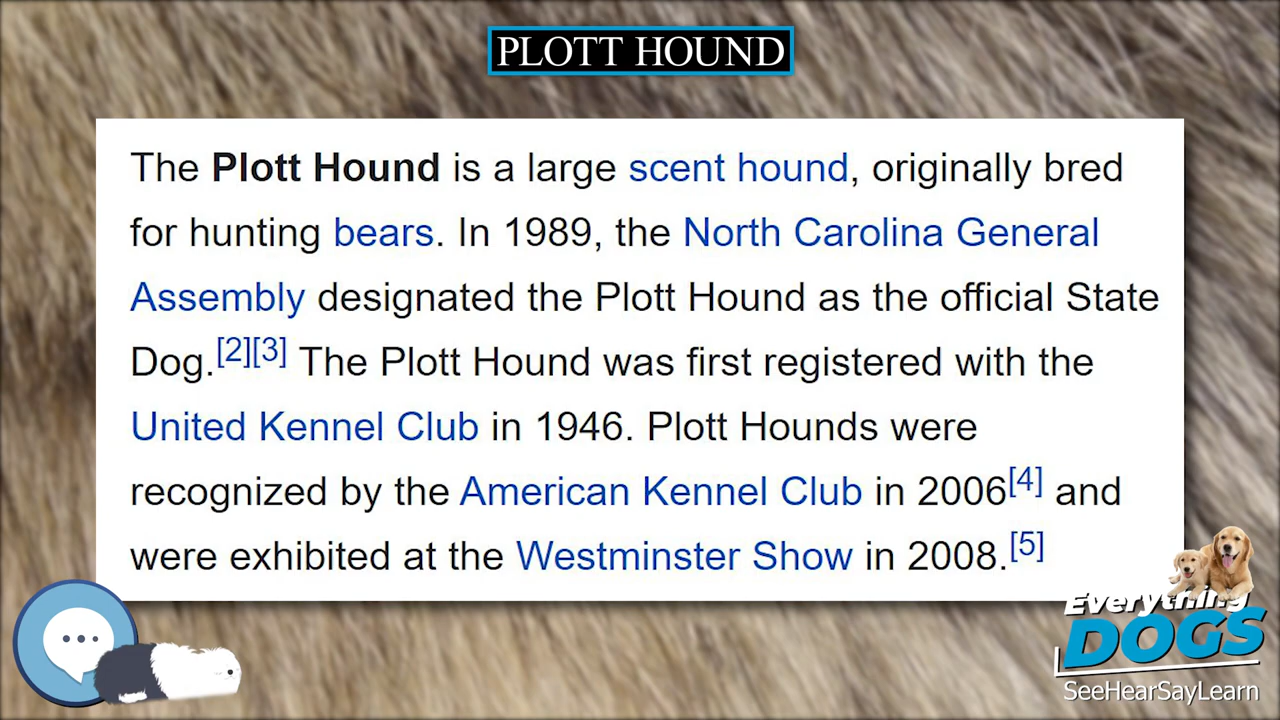 PLOTT HOUND
The Plott Hound is a large scent hound, originally bred
for hunting bears. In 1989, the North Carolina General
Assembly designated the Plott Hound as the official State
Dog.[2][3] The Plott Hound was first registered with the
United Kennel Club in 1946. Plott Hounds were
recognized by the American Kennel Club in 2006[4] and
were exhibited at the Westminster Show in 2008.[5]
Everything
DOGS
SeeHearSayLearn